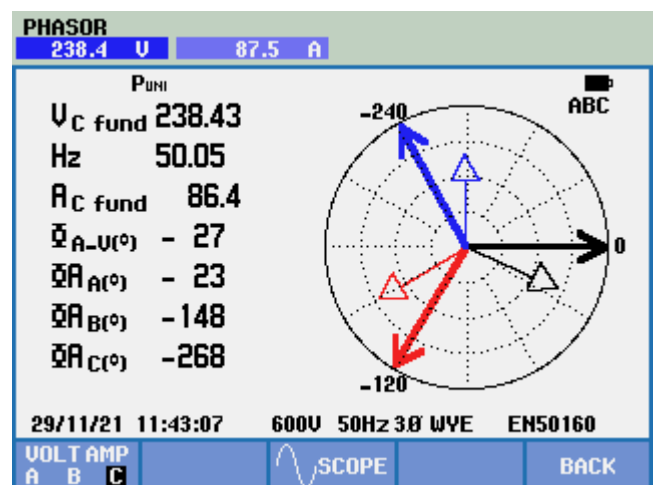 PHASOR
238.4 V 87.5 A
PUNI
ABC
VC fund 238.43
-240
Hz 50.05
AC fund 86.4
ΦA-V(°) - 27
0
ΦAA(°) - 23
ΦAB(°) -148
ΦAC(°) -268
-120
29/11/21 11:43:07 600V 50Hz 3Ø WYE EN50160
VOLT AMP
A B C
SCOPE
BACK